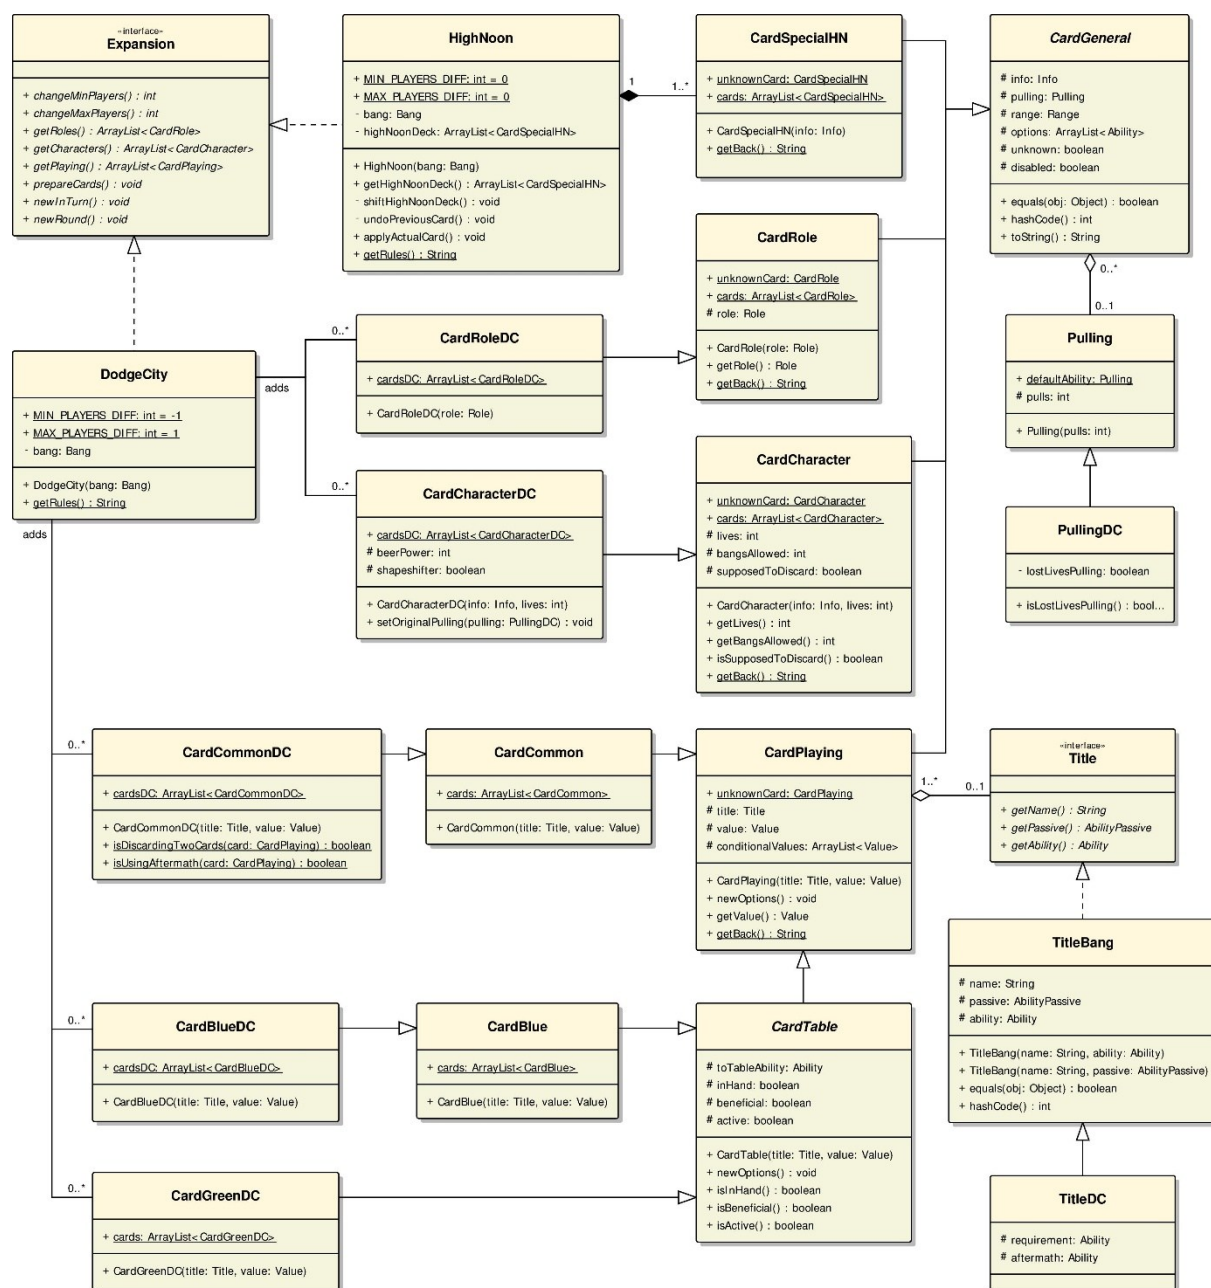 «interface»
Expansion
+ changeMinPlayers() : int
+ changeMaxPlayers() : int
+ getRoles() : ArrayList<CardRole>
+ getCharacters() : ArrayList<CardCharacter>
+ getPlaying() : ArrayList<CardPlaying>
+ prepareCards() : void
+ newInTurn() : void
+ newRound() : void
HighNoon
+ MIN_PLAYERS_DIFF: int = 0
+ MAX_PLAYERS_DIFF: int = 0
- bang: Bang
- highNoonDeck: ArrayList<CardSpecialHN>
+ HighNoon(bang: Bang)
+ getHighNoonDeck() : ArrayList<CardSpecialHN>
- shiftHighNoonDeck() : void
- undoPreviousCard() : void
+ applyActualCard() : void
+ getRules() : String
1
1..*
CardSpecialHN
+ unknownCard: CardSpecialHN
+ cards: ArrayList<CardSpecialHN>
+ CardSpecialHN(info: Info)
+ getBack() : String
CardGeneral
# info: Info
# pulling: Pulling
# range: Range
# options: ArrayList<Ability>
# unknown: boolean
# disabled: boolean
+ equals(obj: Object) : boolean
+ hashCode() : int
+ toString() : String
0..*
0..1
CardRole
+ unknownCard: CardRole
+ cards: ArrayList<CardRole>
# role: Role
+ CardRole(role: Role)
+ getRole() : Role
+ getBack() : String
Pulling
+ defaultAbility: Pulling
# pulls: int
+ Pulling(pulls: int)
DodgeCity
+ MIN_PLAYERS_DIFF: int = -1
+ MAX_PLAYERS_DIFF: int = 1
- bang: Bang
+ DodgeCity(bang: Bang)
+ getRules() : String
adds
adds
0..*
CardRoleDC
+ cardsDC: ArrayList<CardRoleDC>
+ CardRoleDC(role: Role)
0..*
CardCharacterDC
+ cardsDC: ArrayList<CardCharacterDC>
# beerPower: int
# shapeshifter: boolean
+ CardCharacterDC(info: Info, lives: int)
+ setOriginalPulling(pulling: PullingDC) : void
CardCharacter
+ unknownCard: CardCharacter
+ cards: ArrayList<CardCharacter>
# lives: int
# bangsAllowed: int
# supposedToDiscard: boolean
+ CardCharacter(info: Info, lives: int)
+ getLives() : int
+ getBangsAllowed() : int
+ isSupposedToDiscard() : boolean
+ getBack() : String
PullingDC
- lostLivesPulling: boolean
+ isLostLivesPulling() : bool...
0..*
CardCommonDC
+ cardsDC: ArrayList<CardCommonDC>
+ CardCommonDC(title: Title, value: Value)
+ isDiscardingTwoCards(card: CardPlaying) : boolean
+ isUsingAftermath(card: CardPlaying) : boolean
CardCommon
+ cards: ArrayList<CardCommon>
+ CardCommon(title: Title, value: Value)
CardPlaying
+ unknownCard: CardPlaying
# title: Title
# value: Value
# conditionalValues: ArrayList<Value>
+ CardPlaying(title: Title, value: Value)
+ newOptions() : void
+ getValue() : Value
+ getBack() : String
1..*
0..1
«interface»
Title
+ getName() : String
+ getPassive() : AbilityPassive
+ getAbility() : Ability
TitleBang
# name: String
# passive: AbilityPassive
# ability: Ability
+ TitleBang(name: String, ability: Ability)
+ TitleBang(name: String, passive: AbilityPassive)
+ equals(obj: Object) : boolean
+ hashCode() : int
0..*
CardBlueDC
+ cardsDC: ArrayList<CardBlueDC>
+ CardBlueDC(title: Title, value: Value)
CardBlue
+ cards: ArrayList<CardBlue>
+ CardBlue(title: Title, value: Value)
CardTable
# toTableAbility: Ability
# inHand: boolean
# beneficial: boolean
# active: boolean
+ CardTable(title: Title, value: Value)
+ newOptions() : void
+ isInHand() : boolean
+ isBeneficial() : boolean
+ isActive() : boolean
0..*
CardGreenDC
+ cards: ArrayList<CardGreenDC>
+ CardGreenDC(title: Title, value: Value)
TitleDC
# requirement: Ability
# aftermath: Ability